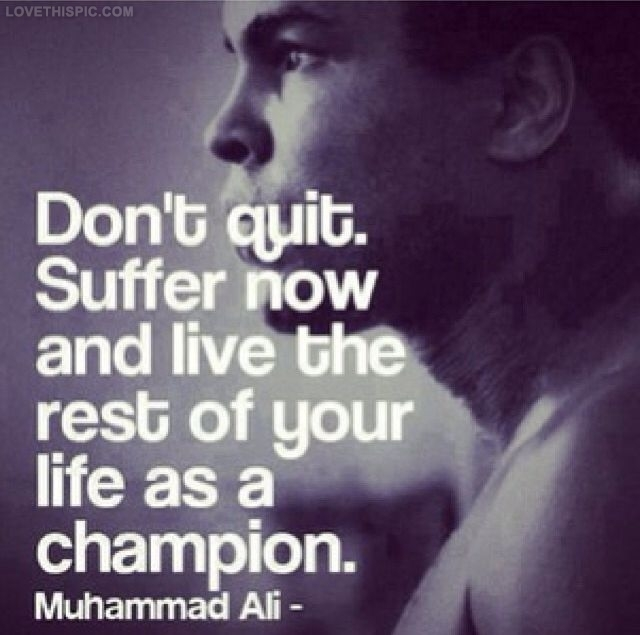 LOVETHISPIC.COM
Don't quit.
Suffer now
and live the
rest of your
life as a
champion.
Muhammad Ali -